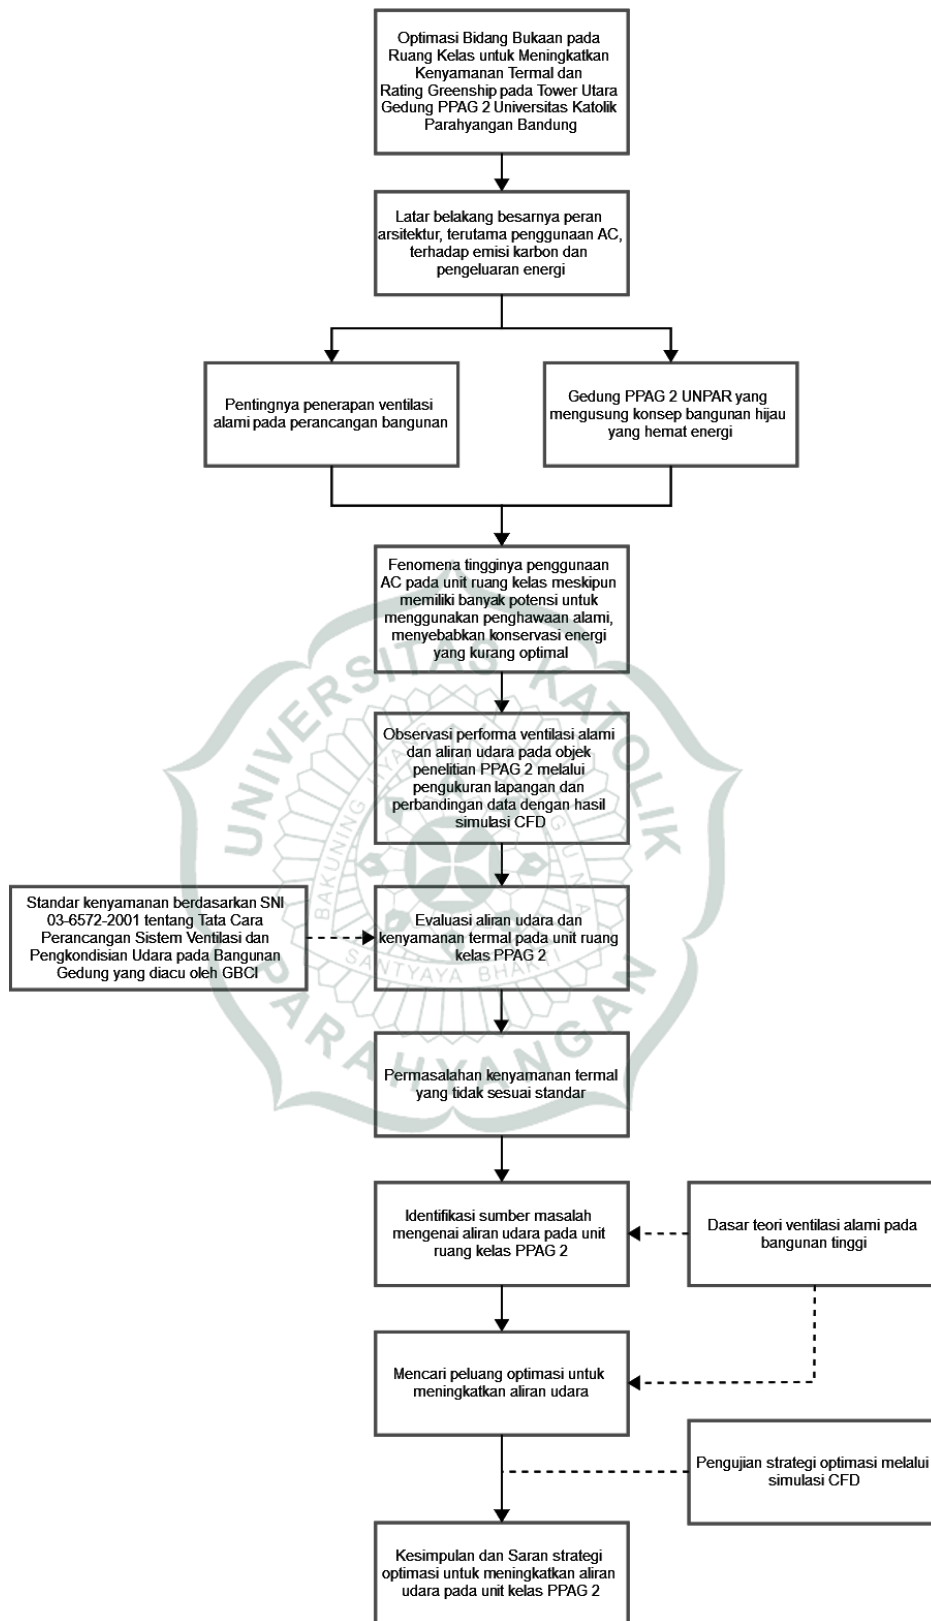 Optimasi Bidang Bukaan pada
Ruang Kelas untuk Meningkatkan
Kenyamanan Termal dan
Rating Greenship pada Tower Utara
Gedung PPAG 2 Universitas Katolik
Parahyangan Bandung
Latar belakang besarnya peran
arsitektur, terutama penggunaan AC,
terhadap emisi karbon dan
pengeluaran energi
Pentingnya penerapan ventilasi
alami pada perancangan bangunan
Gedung PPAG 2 UNPAR yang
mengusung konsep bangunan hijau
yang hemat energi
Fenomena tingginya penggunaan
AC pada unit ruang kelas meskipun
memiliki banyak potensi untuk
menggunakan penghawaan alami,
menyebabkan konservasi energi
yang kurang optimal
Observasi performa ventilasi alami
dan aliran udara pada objek
penelitian PPAG 2 melalui
pengukuran lapangan dan
perbandingan data dengan hasil
simulasi CFD
Standar kenyamanan berdasarkan SNI
03-6572-2001 tentang Tata Cara
Perancangan Sistem Ventilasi dan
Pengkondisian Udara pada Bangunan
Gedung yang diacu oleh GBCI
Evaluasi aliran udara dan
kenyamanan termal pada unit ruang
kelas PPAG 2
Permasalahan kenyamanan termal
yang tidak sesuai standar
Identifikasi sumber masalah
mengenai aliran udara pada unit
ruang kelas PPAG 2
Dasar teori ventilasi alami pada
bangunan tinggi
Mencari peluang optimasi untuk
meningkatkan aliran udara
Pengujian strategi optimasi melalui
simulasi CFD
Kesimpulan dan Saran strategi
optimasi untuk meningkatkan aliran
udara pada unit kelas PPAG 2
UNIVERSITAS KATOLIK
PARAHYANGAN
BAKUNING HYANG
GUNA
SANTYAYA BHAKTI